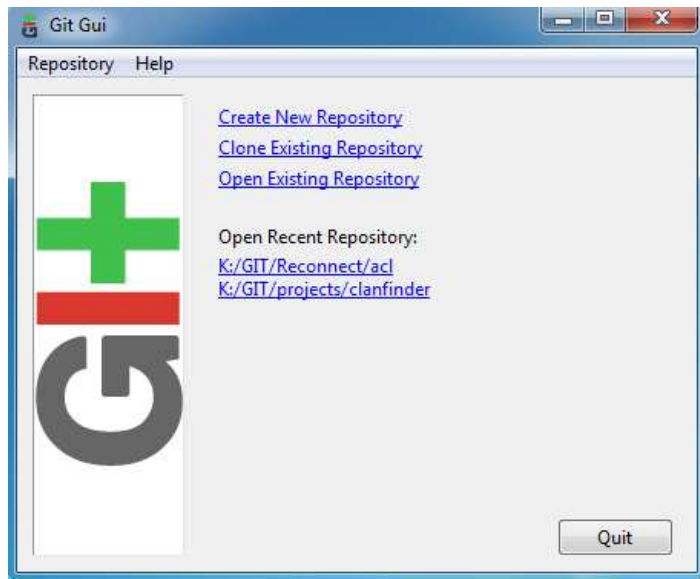 Git Gui
Repository Help
Create New Repository
Clone Existing Repository
Open Existing Repository
Open Recent Repository:
K:/GIT/Reconnect/acl
K:/GIT/projects/clanfinder
GIt
Quit